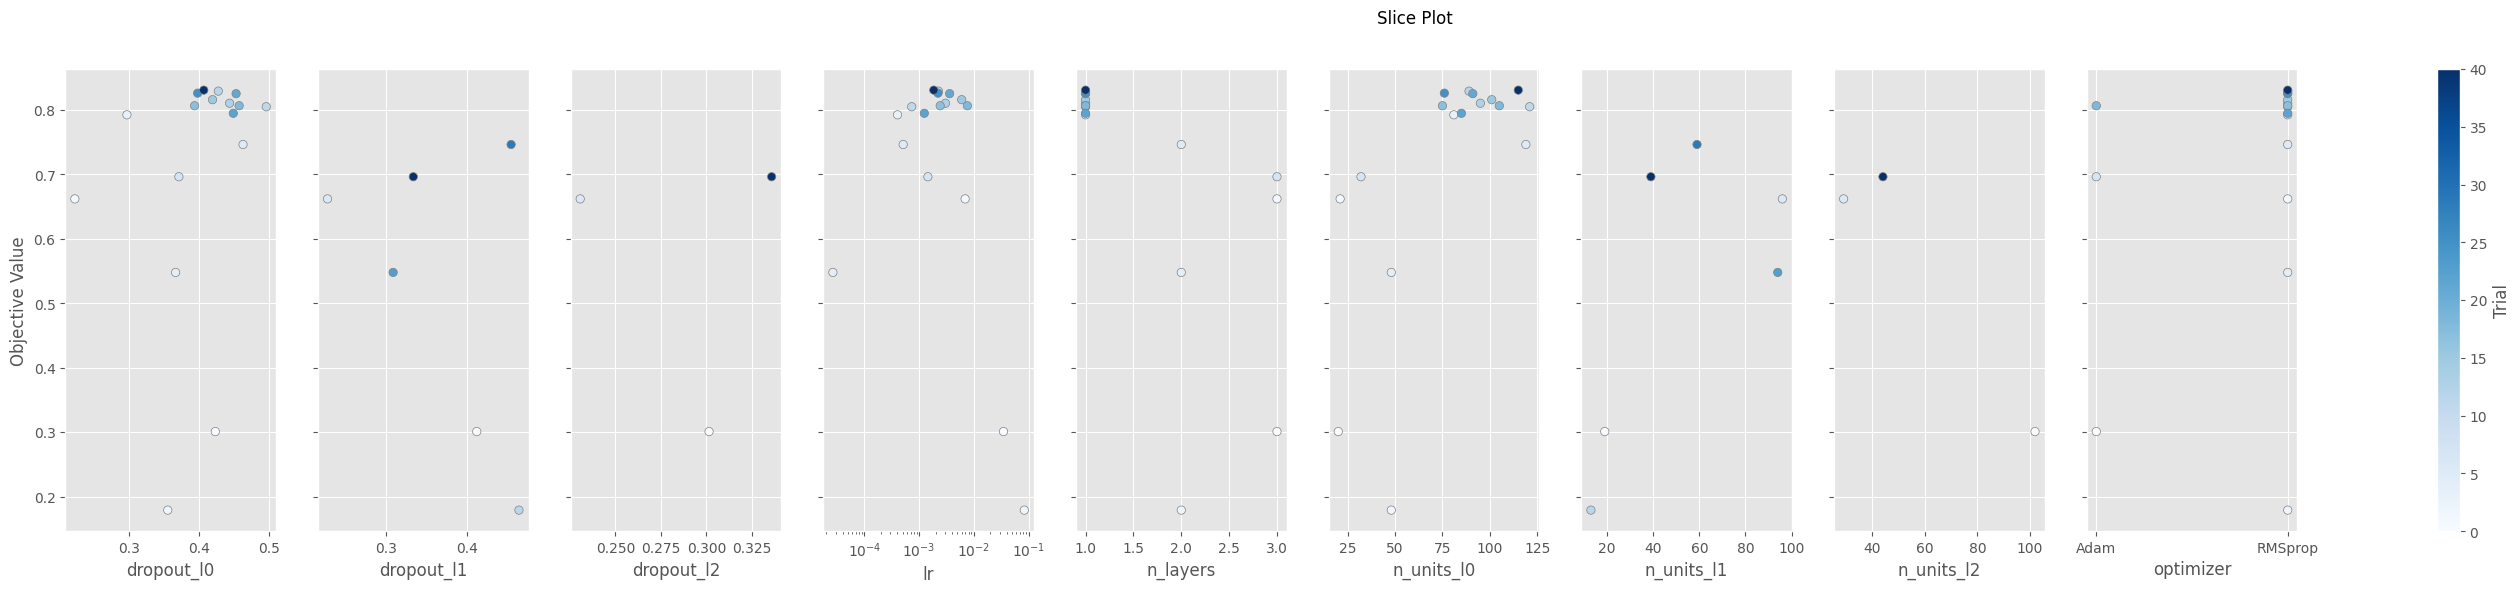 Slice Plot
Objective Value
0.8
0.7
0.6
0.5
0.4
0.3
0.2
0.3 0.4 0.5
dropout_l0
0.3 0.4
dropout_l1
0.250 0.275 0.300 0.325
dropout_l2
10⁻⁴ 10⁻³ 10⁻² 10⁻¹
lr
1.0 1.5 2.0 2.5 3.0
n_layers
25 50 75 100 125
n_units_l0
20 40 60 80 100
n_units_l1
40 60 80 100
n_units_l2
Adam RMSprop
optimizer
40
35
30
25
20
15
10
5
0
Trial